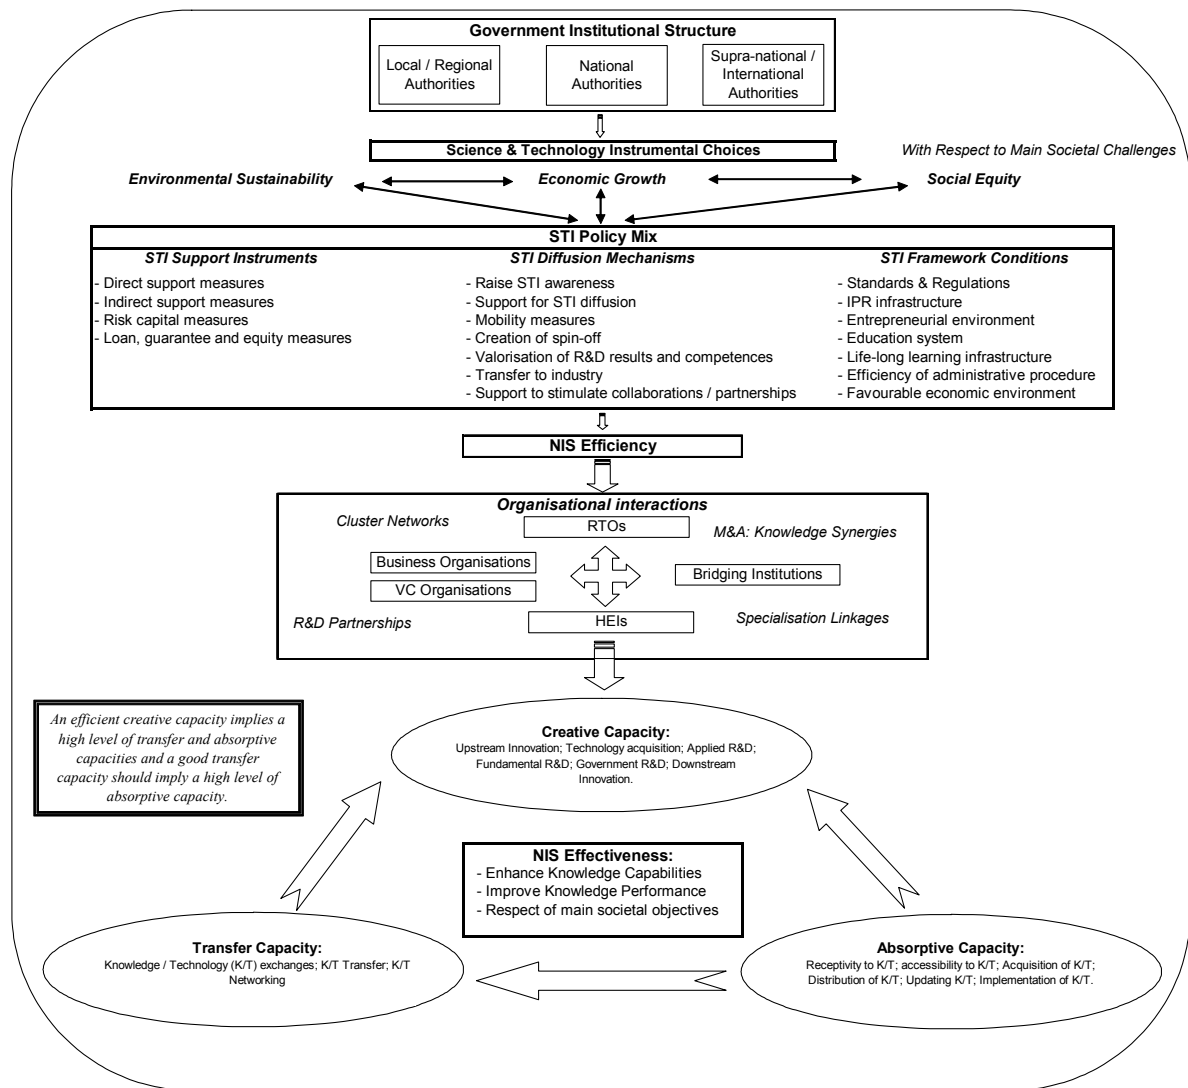 Government Institutional Structure
Local / Regional
Authorities
National
Authorities
Supra-national /
International
Authorities
Science & Technology Instrumental Choices
With Respect to Main Societal Challenges
Environmental Sustainability
Economic Growth
Social Equity
STI Policy Mix
STI Support Instruments
- Direct support measures
- Indirect support measures
- Risk capital measures
- Loan, guarantee and equity measures
STI Diffusion Mechanisms
- Raise STI awareness
- Support for STI diffusion
- Mobility measures
- Creation of spin-off
- Valorisation of R&D results and competences
- Transfer to industry
- Support to stimulate collaborations / partnerships
STI Framework Conditions
- Standards & Regulations
- IPR infrastructure
- Entrepreneurial environment
- Education system
- Life-long learning infrastructure
- Efficiency of administrative procedure
- Favourable economic environment
NIS Efficiency
Organisational interactions
Cluster Networks
RTOs
M&A: Knowledge Synergies
Business Organisations
VC Organisations
Bridging Institutions
R&D Partnerships
HEIs
Specialisation Linkages
An efficient creative capacity implies a
high level of transfer and absorptive
capacities and a good transfer
capacity should imply a high level of
absorptive capacity.
Creative Capacity:
Upstream Innovation; Technology acquisition; Applied R&D;
Fundamental R&D; Government R&D; Downstream
Innovation.
NIS Effectiveness:
- Enhance Knowledge Capabilities
- Improve Knowledge Performance
- Respect of main societal objectives
Transfer Capacity:
Knowledge / Technology (K/T) exchanges; K/T Transfer; K/T
Networking
Absorptive Capacity:
Receptivity to K/T; accessibility to K/T; Acquisition of K/T;
Distribution of K/T; Updating K/T; Implementation of K/T.